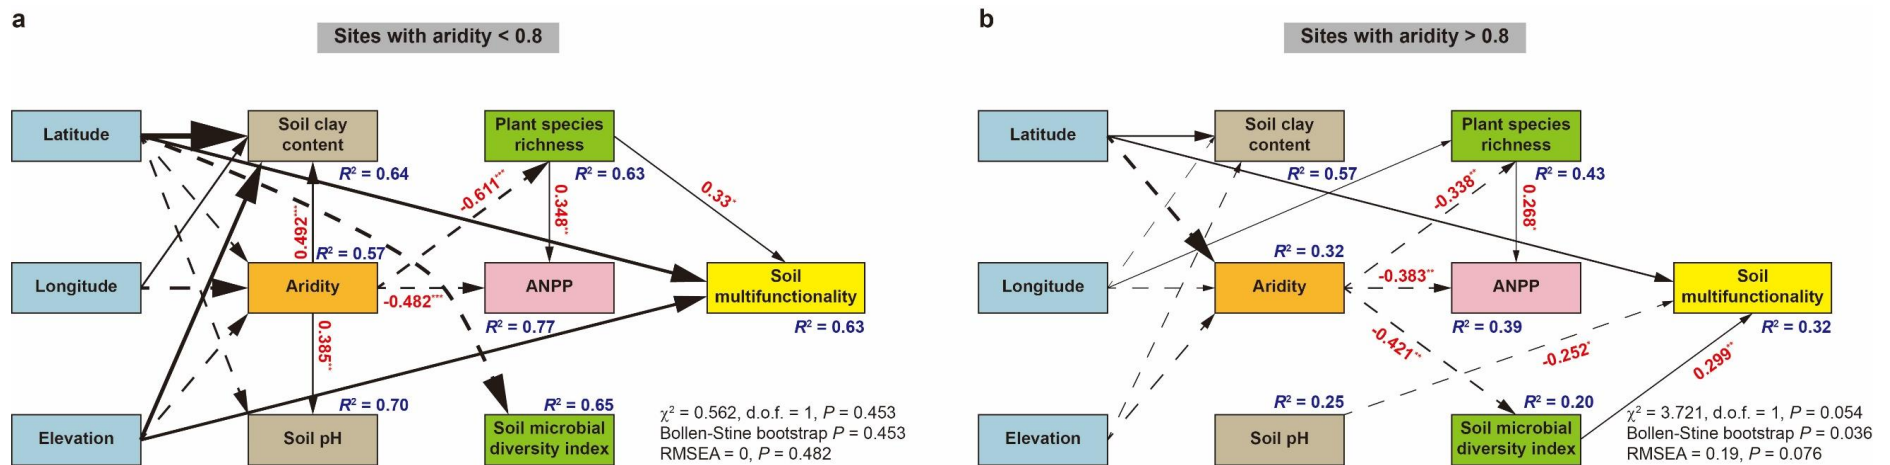 a
Sites with aridity < 0.8
Latitude
Soil clay
content
R² = 0.64
Plant species
richness
R² = 0.63
-0.611***
0.348**
0.33*
0.492***
R² = 0.57
Longitude
Aridity
-0.482***
ANPP
R² = 0.77
Soil
multifunctionality
R² = 0.63
0.385**
R² = 0.70
R² = 0.65
Elevation
Soil pH
Soil microbial
diversity index
χ² = 0.562, d.o.f. = 1, P = 0.453
Bollen-Stine bootstrap P = 0.453
RMSEA = 0, P = 0.482
b
Sites with aridity > 0.8
Latitude
Soil clay
content
R² = 0.57
Plant species
richness
R² = 0.43
-0.338**
0.268*
R² = 0.32
Longitude
Aridity
-0.383**
ANPP
R² = 0.39
Soil
multifunctionality
R² = 0.32
-0.421**
-0.252*
0.299**
R² = 0.25
R² = 0.20
Elevation
Soil pH
Soil microbial
diversity index
χ² = 3.721, d.o.f. = 1, P = 0.054
Bollen-Stine bootstrap P = 0.036
RMSEA = 0.19, P = 0.076